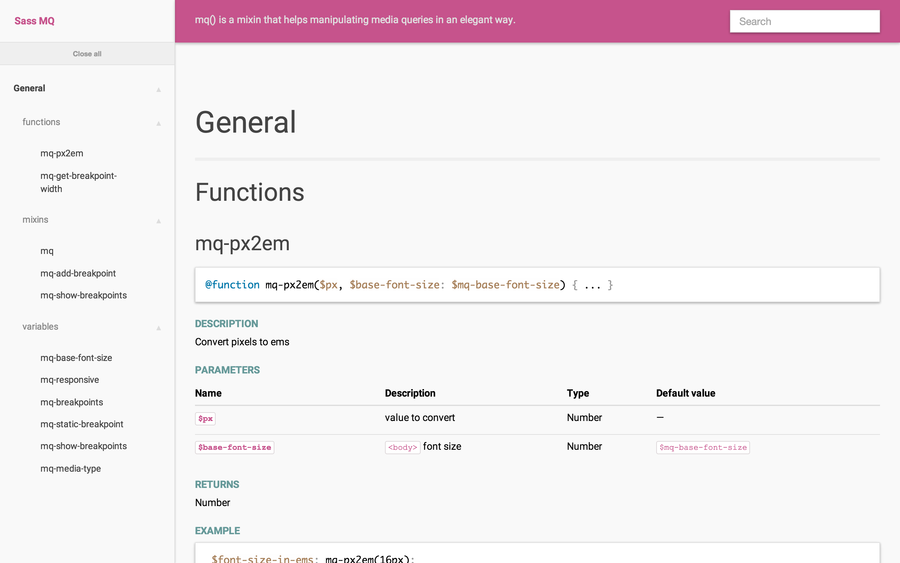 Sass MQ
mq() is a mixin that helps manipulating media queries in an elegant way.
Search
Close all
General
functions
mq-px2em
mq-get-breakpoint-
width
mixins
mq
mq-add-breakpoint
mq-show-breakpoints
variables
mq-base-font-size
mq-responsive
mq-breakpoints
mq-static-breakpoint
mq-show-breakpoints
mq-media-type
General
Functions
mq-px2em
@function mq-px2em($px, $base-font-size: $mq-base-font-size) { ... }
DESCRIPTION
Convert pixels to ems
PARAMETERS
Name Description Type Default value
$px value to convert Number —
$base-font-size <body> font size Number $mq-base-font-size
RETURNS
Number
EXAMPLE
$font-size-in-ems: mq-px2em(16px);